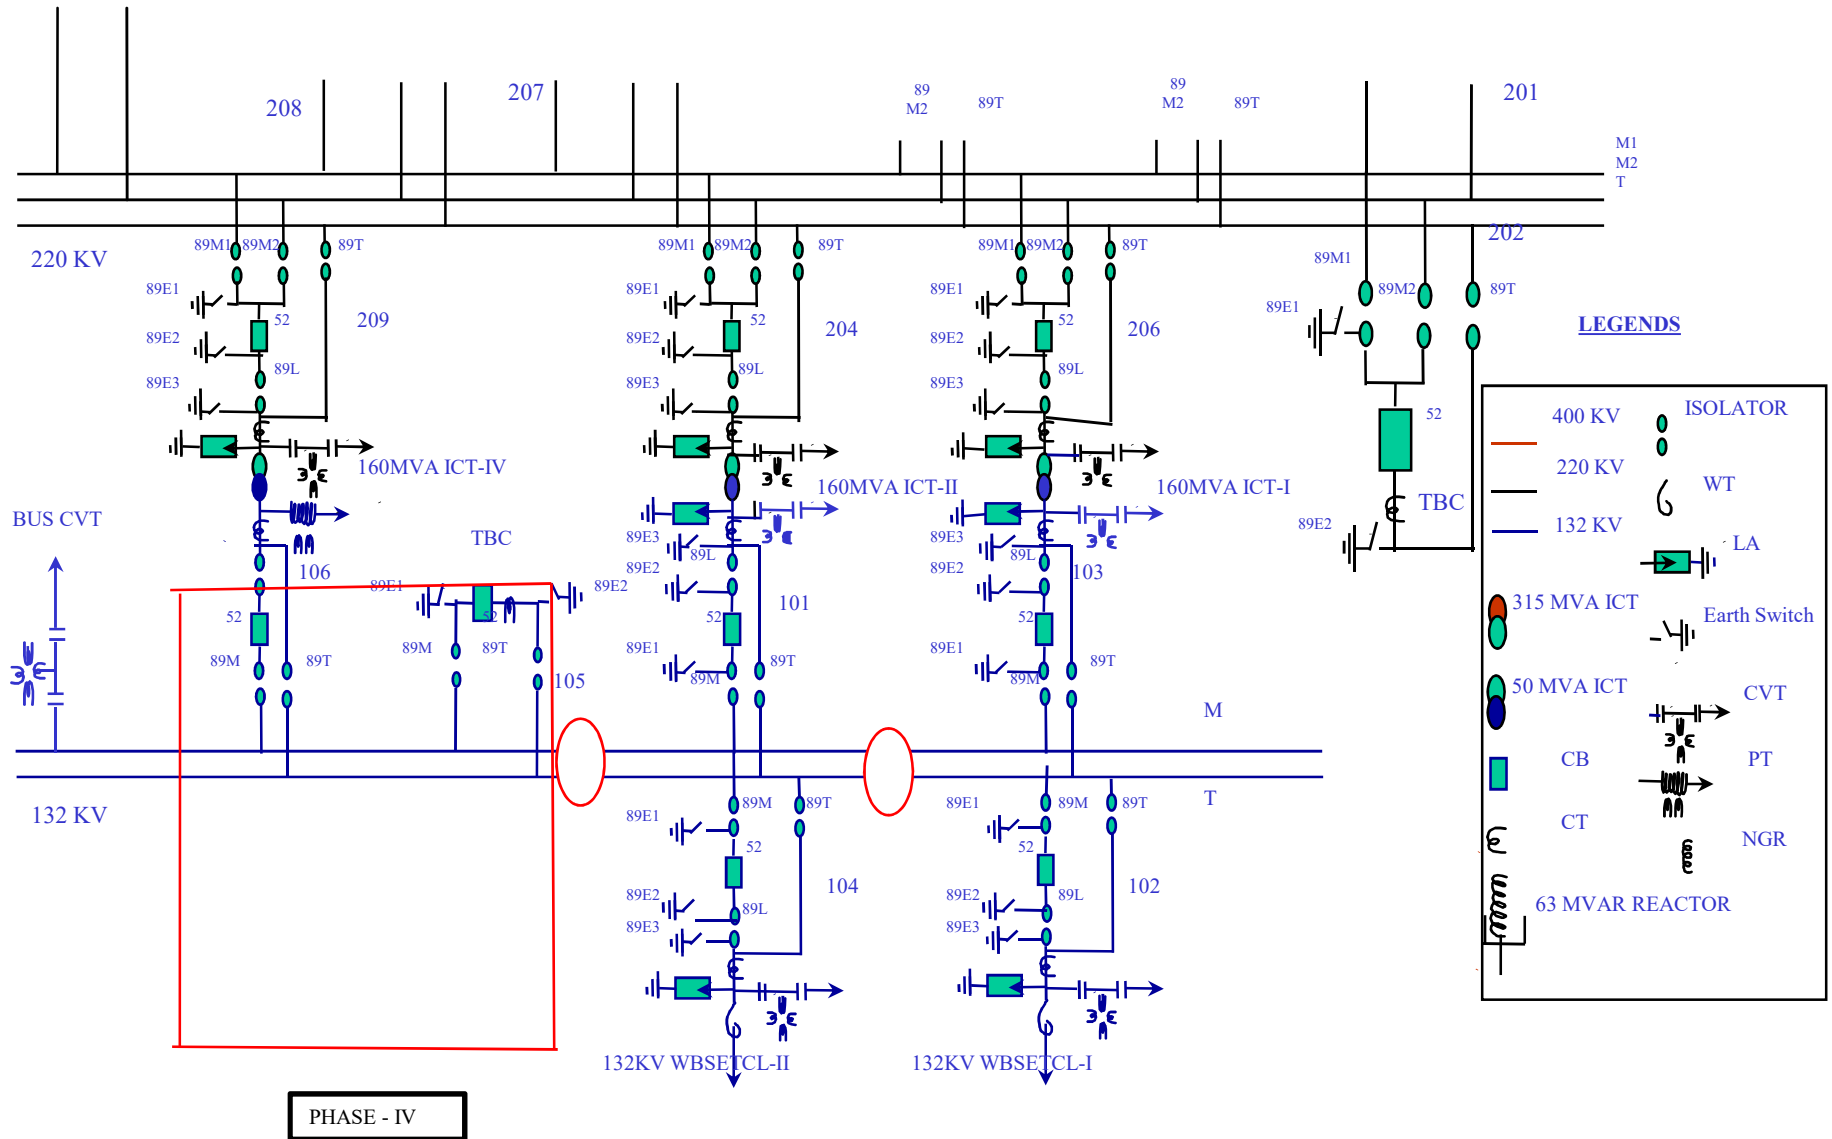 89
M2
89T
89
M2
89T
208
207
201
M1
M2
T
220 KV
89M1
89M2
89T
89M1
89M2
89T
89M1
89M2
89T
202
89M1
89M2
89T
89E1
89E1
89E1
89E1
52
209
52
204
52
206
89E2
89E2
89E2
89L
89L
89L
89E3
89E3
89E3
52
LEGENDS
400 KV
ISOLATOR
220 KV
WT
132 KV
LA
315 MVA ICT
Earth Switch
50 MVA ICT
CVT
CB
PT
CT
NGR
63 MVAR REACTOR
160MVA ICT-IV
160MVA ICT-II
160MVA ICT-I
TBC
89E2
BUS CVT
TBC
106
89E1
89E2
52
52
89M
89T
89M
89T
105
89E3
89L
89E2
101
52
89E1
89M
89T
89E3
89L
89E2
103
52
89E1
89M
89T
M
T
132 KV
89E1
89M
89T
52
104
89E2
89L
89E3
89E1
89M
89T
52
102
89E2
89L
89E3
132KV WBSETCL-II
132KV WBSETCL-I
PHASE - IV